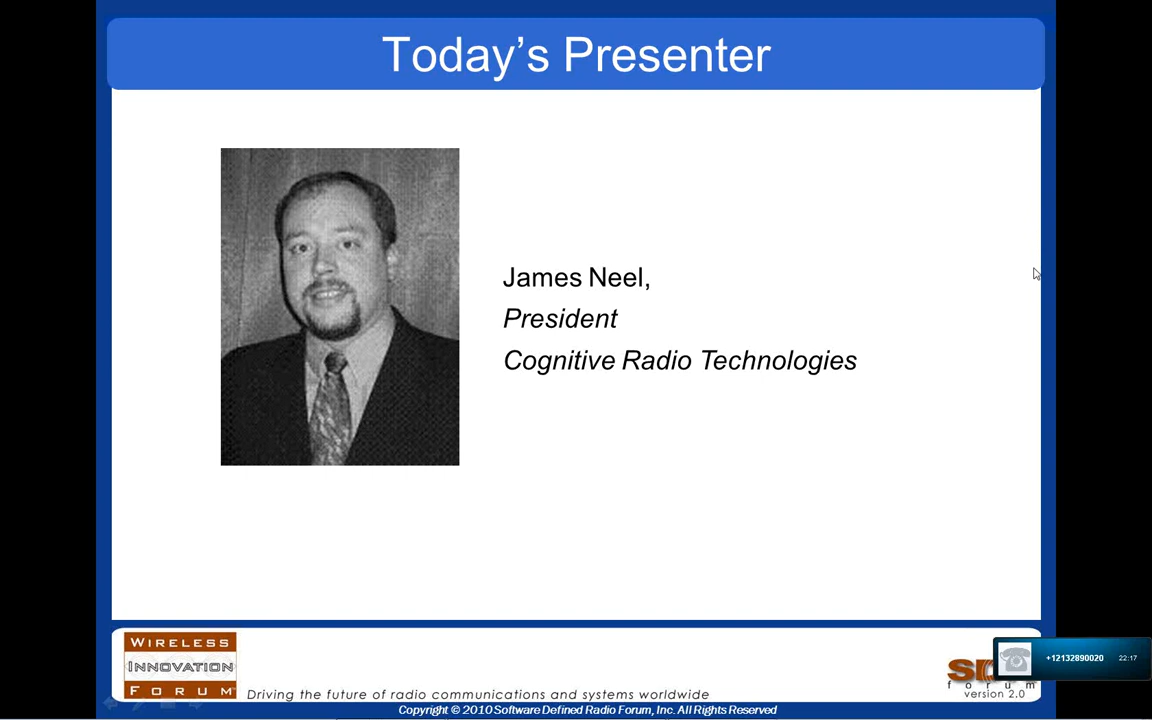 Today's Presenter
James Neel,
President
Cognitive Radio Technologies
WIRELESS
INNOVATION
FORUM
Driving the future of radio communications and systems worldwide
forum
version 2.0
+12132890020 22:17
Copyright © 2010 Software Defined Radio Forum, Inc. All Rights Reserved